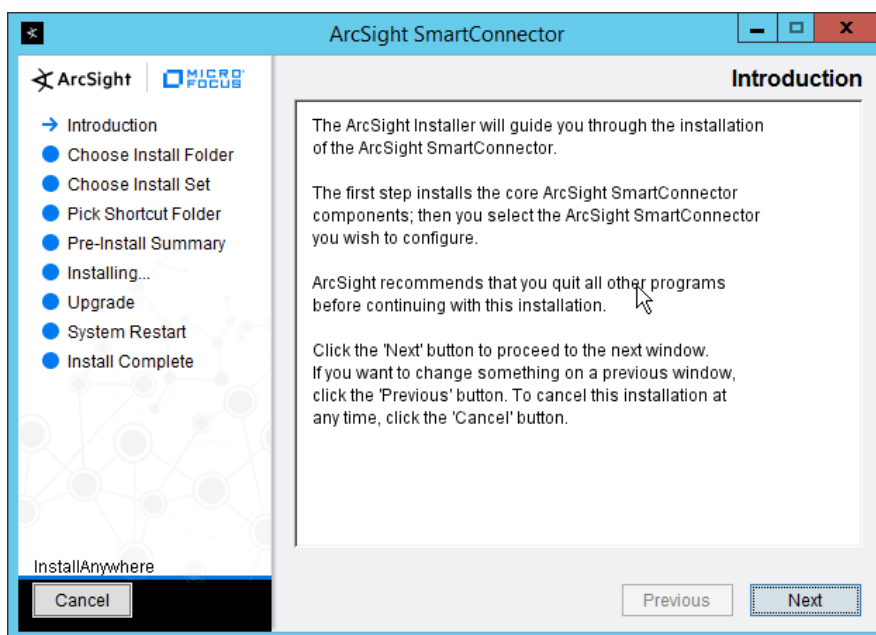 ArcSight SmartConnector
X
ArcSight
MICRO FOCUS
Introduction
Introduction
Choose Install Folder
Choose Install Set
Pick Shortcut Folder
Pre-Install Summary
Installing...
Upgrade
System Restart
Install Complete
The ArcSight Installer will guide you through the installation
of the ArcSight SmartConnector.
The first step installs the core ArcSight SmartConnector
components; then you select the ArcSight SmartConnector
you wish to configure.
ArcSight recommends that you quit all other programs
before continuing with this installation.
Click the 'Next' button to proceed to the next window.
If you want to change something on a previous window,
click the 'Previous' button. To cancel this installation at
any time, click the 'Cancel' button.
InstallAnywhere
Cancel
Previous
Next